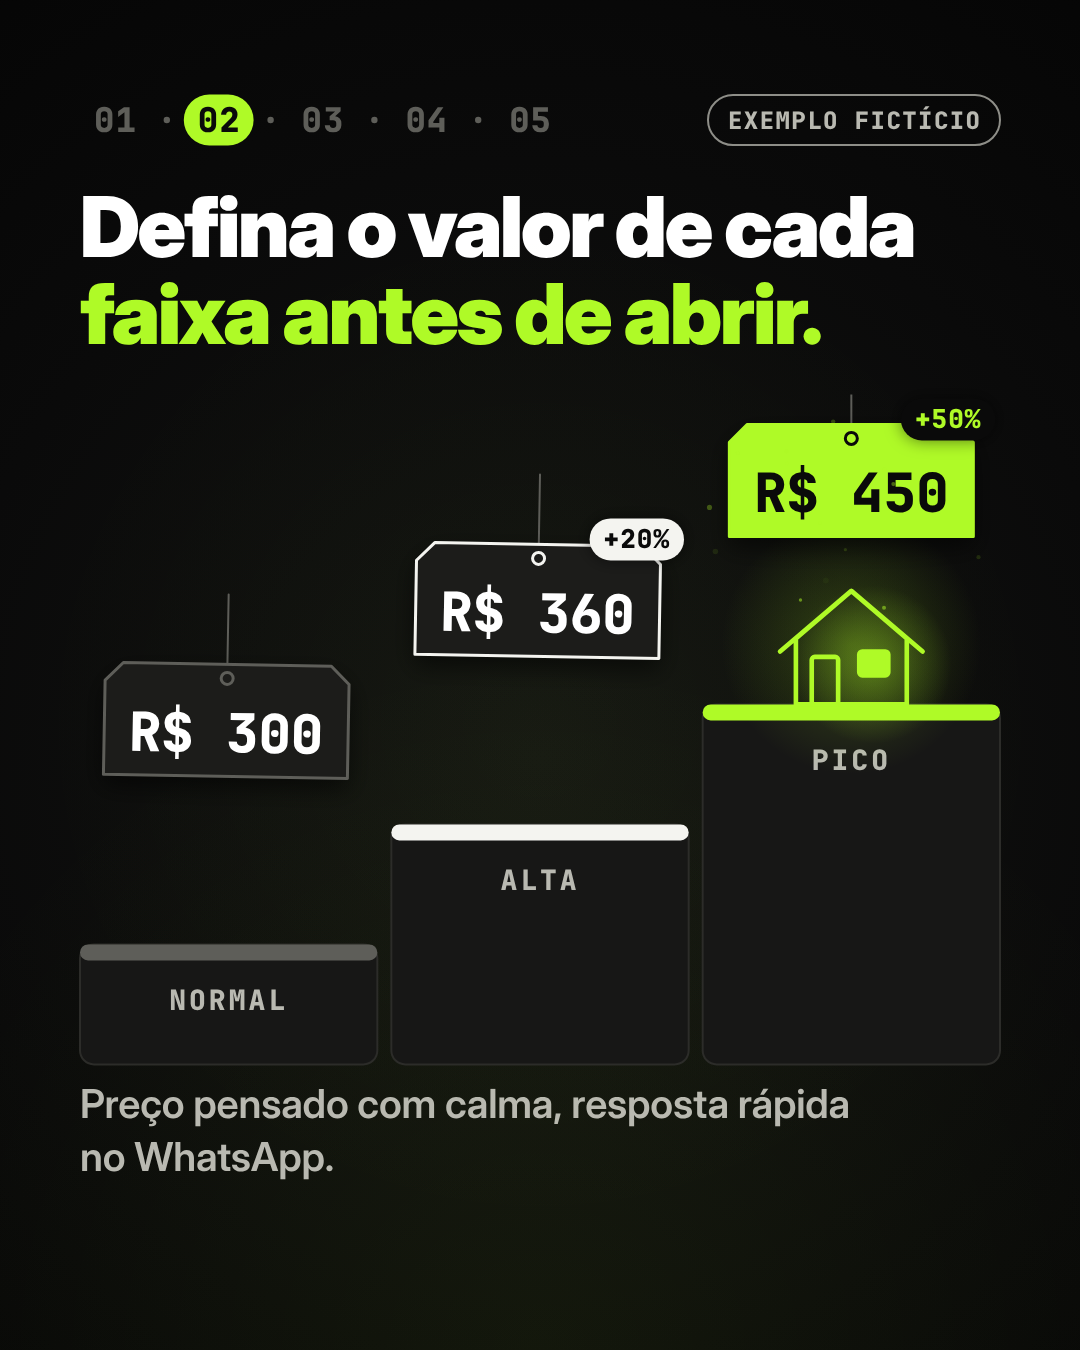 01 · 02 · 03 · 04 · 05
EXEMPLO FICTÍCIO
Defina o valor de cada
faixa antes de abrir.
+50%
R$ 450
+20%
R$ 360
R$ 300
PICO
ALTA
NORMAL
Preço pensado com calma, resposta rápida
no WhatsApp.